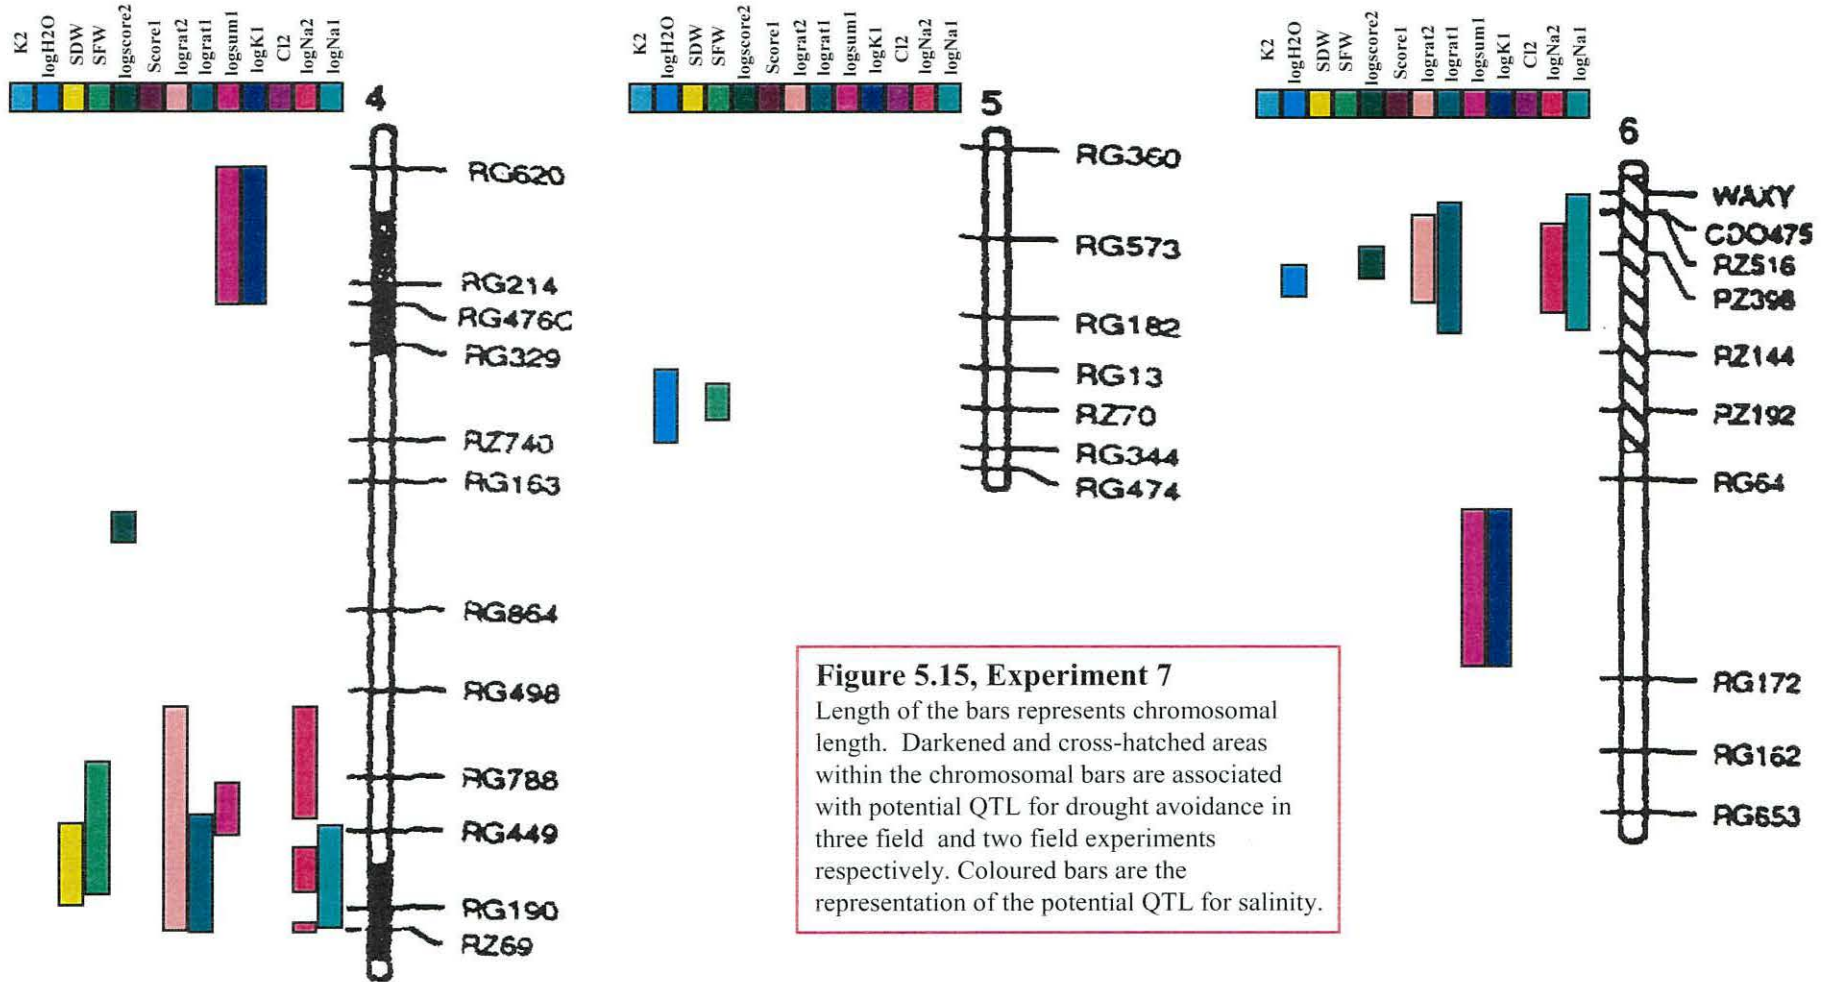 K2 logH2O SDW SFW logscore2 Score1 lograt2 lograt1 logsum1 logK1 Cl2 logNa2 logNa1
4
RG620
RG214
RG476C
RG329
RZ740
RG163
RG864
RG498
RG788
RG449
RG190
RZ69
K2 logH2O SDW SFW logscore2 Score1 lograt2 lograt1 logsum1 logK1 Cl2 logNa2 logNa1
5
RG360
RG573
RG182
RG13
RZ70
RG344
RG474
K2 logH2O SDW SFW logscore2 Score1 lograt2 lograt1 logsum1 logK1 Cl2 logNa2 logNa1
6
WAXY
CDO475
RZ516
PZ398
RZ144
PZ192
RG64
RG172
RG162
RG653
Figure 5.15, Experiment 7
Length of the bars represents chromosomal
length. Darkened and cross-hatched areas
within the chromosomal bars are associated
with potential QTL for drought avoidance in
three field and two field experiments
respectively. Coloured bars are the
representation of the potential QTL for salinity.